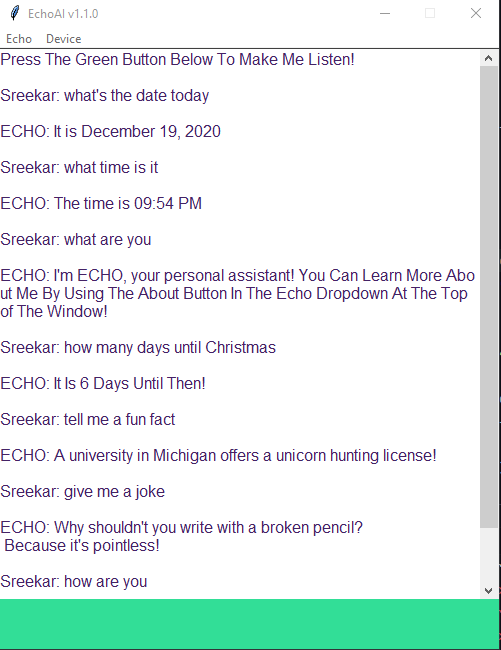 EchoAI v1.1.0
Echo Device
Press The Green Button Below To Make Me Listen!
Sreekar: what's the date today
ECHO: It is December 19, 2020
Sreekar: what time is it
ECHO: The time is 09:54 PM
Sreekar: what are you
ECHO: I'm ECHO, your personal assistant! You Can Learn More Abo
ut Me By Using The About Button In The Echo Dropdown At The Top
of The Window!
Sreekar: how many days until Christmas
ECHO: It Is 6 Days Until Then!
Sreekar: tell me a fun fact
ECHO: A university in Michigan offers a unicorn hunting license!
Sreekar: give me a joke
ECHO: Why shouldn't you write with a broken pencil?
Because it's pointless!
Sreekar: how are you